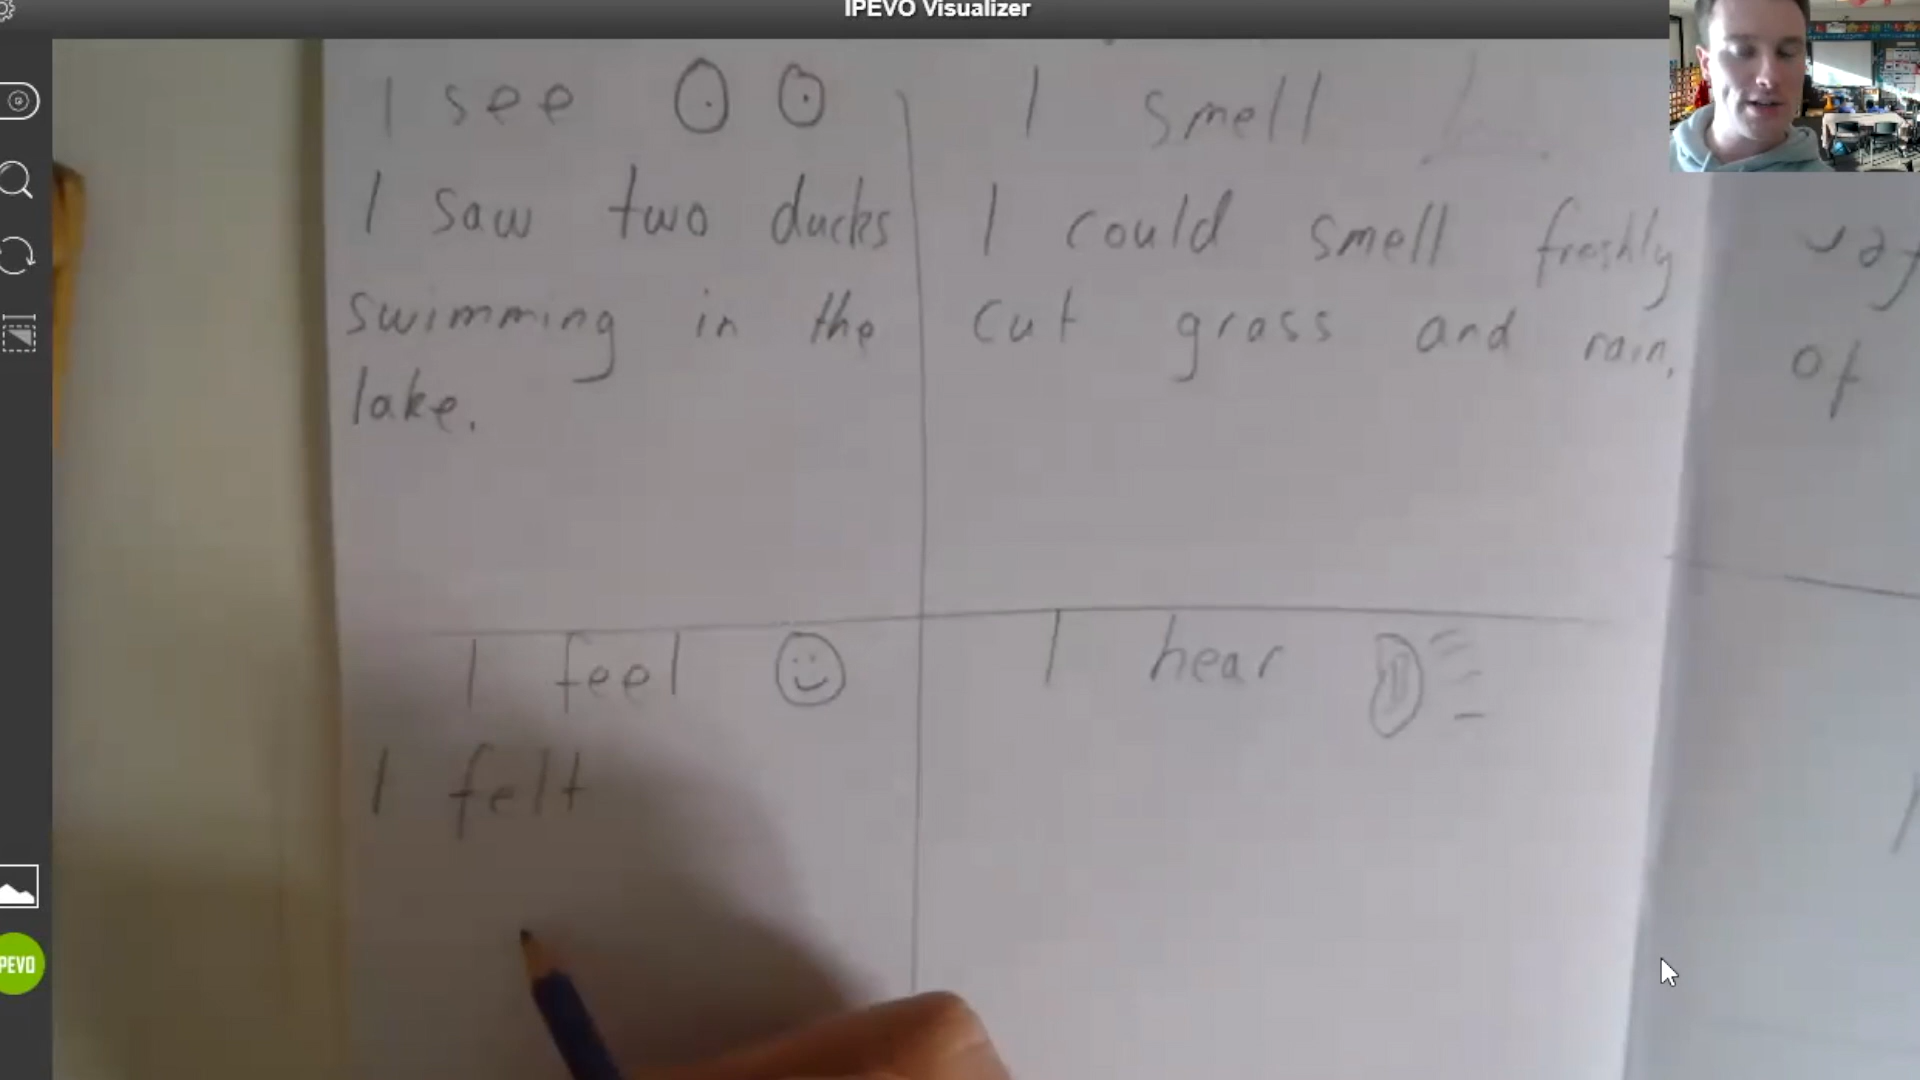 IPEVO Visualizer
I see
I saw two ducks
swimming in the
lake.
I smell
I could smell freshly
cut grass and rain.
I feel
I felt
I hear
of
PEVO